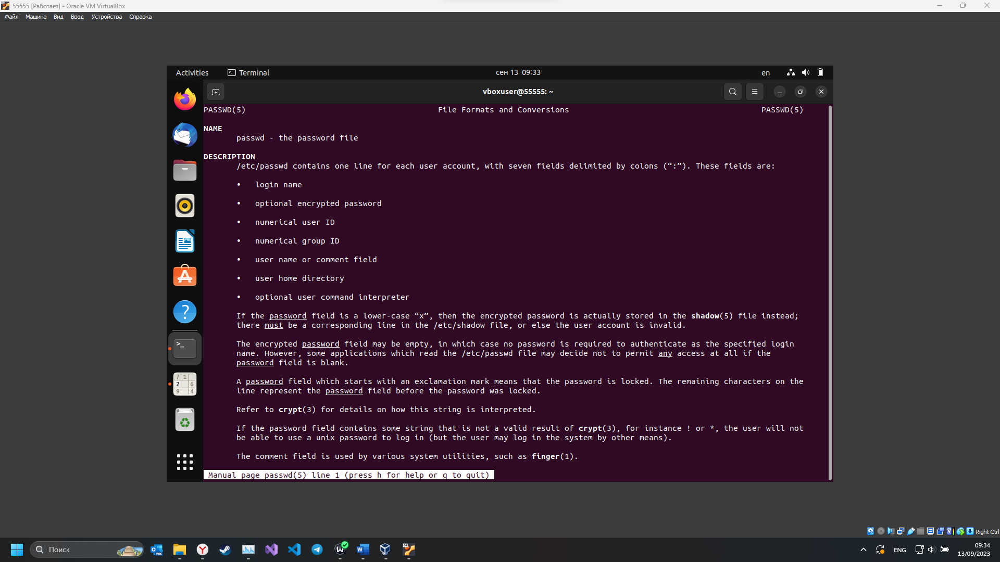 55555 [Работает] - Oracle VM VirtualBox
Файл Машина Вид Ввод Устройства Справка
Activities Terminal сен 13 09:33 en
vboxuser@55555: ~
PASSWD(5) File Formats and Conversions PASSWD(5)
NAME
passwd - the password file
DESCRIPTION
/etc/passwd contains one line for each user account, with seven fields delimited by colons (“:”). These fields are:
• login name
• optional encrypted password
• numerical user ID
• numerical group ID
• user name or comment field
• user home directory
• optional user command interpreter
If the password field is a lower-case “x”, then the encrypted password is actually stored in the shadow(5) file instead;
there must be a corresponding line in the /etc/shadow file, or else the user account is invalid.
The encrypted password field may be empty, in which case no password is required to authenticate as the specified login
name. However, some applications which read the /etc/passwd file may decide not to permit any access at all if the
password field is blank.
A password field which starts with an exclamation mark means that the password is locked. The remaining characters on the
line represent the password field before the password was locked.
Refer to crypt(3) for details on how this string is interpreted.
If the password field contains some string that is not a valid result of crypt(3), for instance ! or *, the user will not
be able to use a unix password to log in (but the user may log in the system by other means).
The comment field is used by various system utilities, such as finger(1).
Manual page passwd(5) line 1 (press h for help or q to quit)
7 1
2 6
9 4
Right Ctrl
Поиск
ENG
09:34
13/09/2023